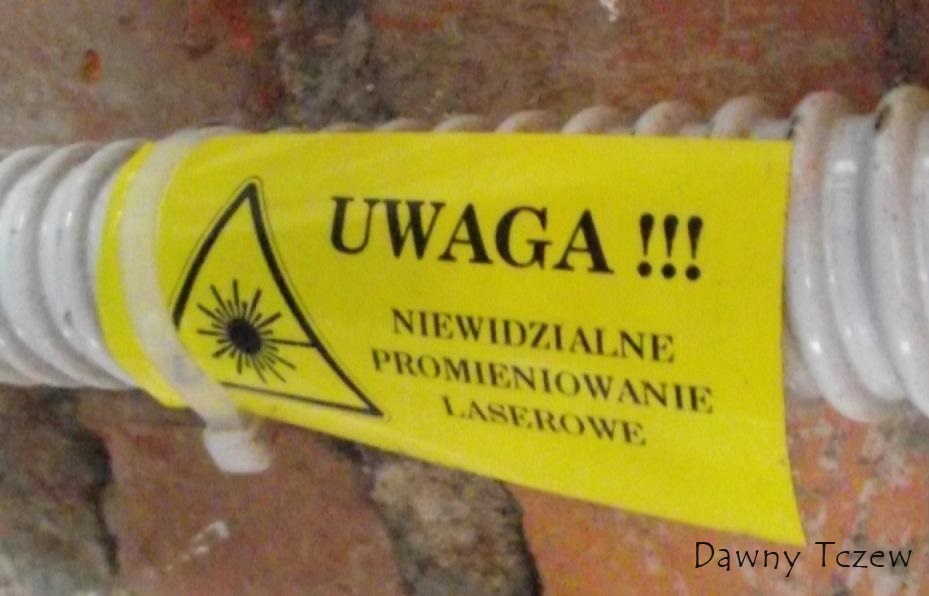 UWAGA !!!
NIEWIDZIALNE
PROMIENIOWANIE
LASEROWE
Dawny Tczew